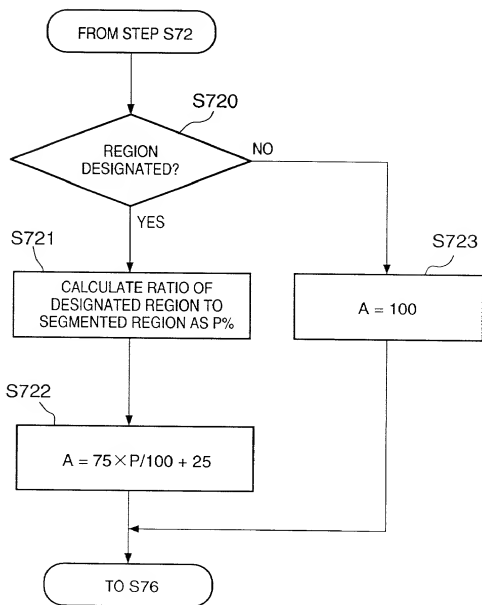 FROM STEP S72
S720
REGION
DESIGNATED?
NO
YES
S721
CALCULATE RATIO OF
DESIGNATED REGION TO
SEGMENTED REGION AS P%
S723
A = 100
S722
A = 75×P/100 + 25
TO S76